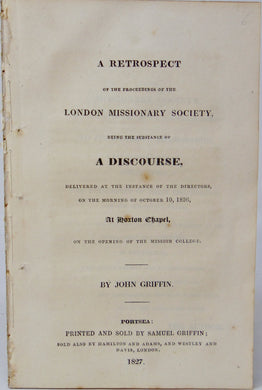 A RETROSPECT
OF THE PROCEEDINGS OF THE
LONDON MISSIONARY SOCIETY,
BEING THE SUBSTANCE OF
A DISCOURSE,
DELIVERED AT THE INSTANCE OF THE DIRECTORS,
ON THE MORNING OF OCTOBER 10, 1826,
At Hoxton Chapel,
ON THE OPENING OF THE MISSION COLLEGE;
BY JOHN GRIFFIN.
PORTSEA:
PRINTED AND SOLD BY SAMUEL GRIFFIN;
SOLD ALSO BY HAMILTON AND ADAMS, AND WESTLEY AND
DAVIS, LONDON.
1827.